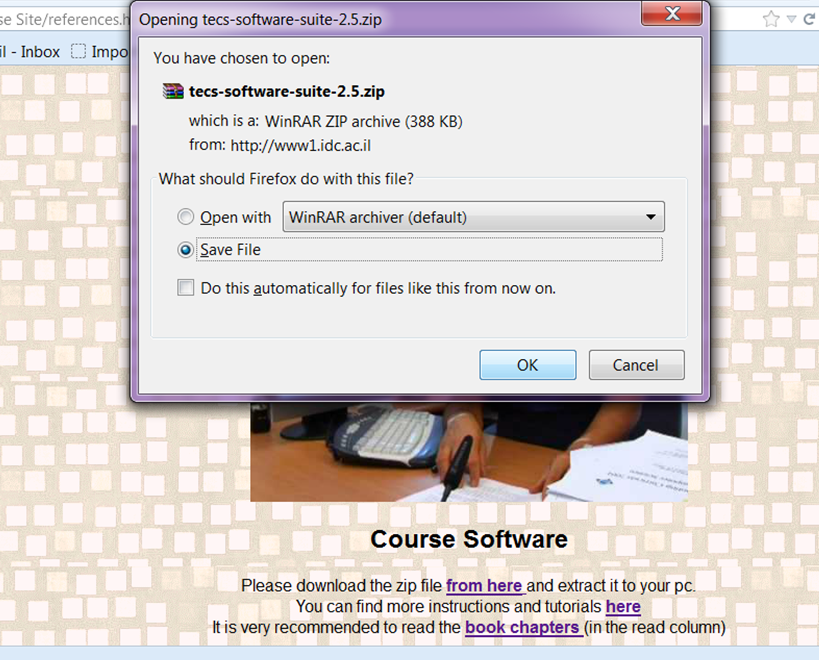 Opening tecs-software-suite-2.5.zip
se Site/references.h
il - Inbox
Impo
You have chosen to open:
tecs-software-suite-2.5.zip
which is a: WinRAR ZIP archive (388 KB)
from: http://www1.idc.ac.il
What should Firefox do with this file?
Open with
WinRAR archiver (default)
Save File
Do this automatically for files like this from now on.
OK
Cancel
Course Software
Please download the zip file from here and extract it to your pc.
You can find more instructions and tutorials here
It is very recommended to read the book chapters (in the read column)